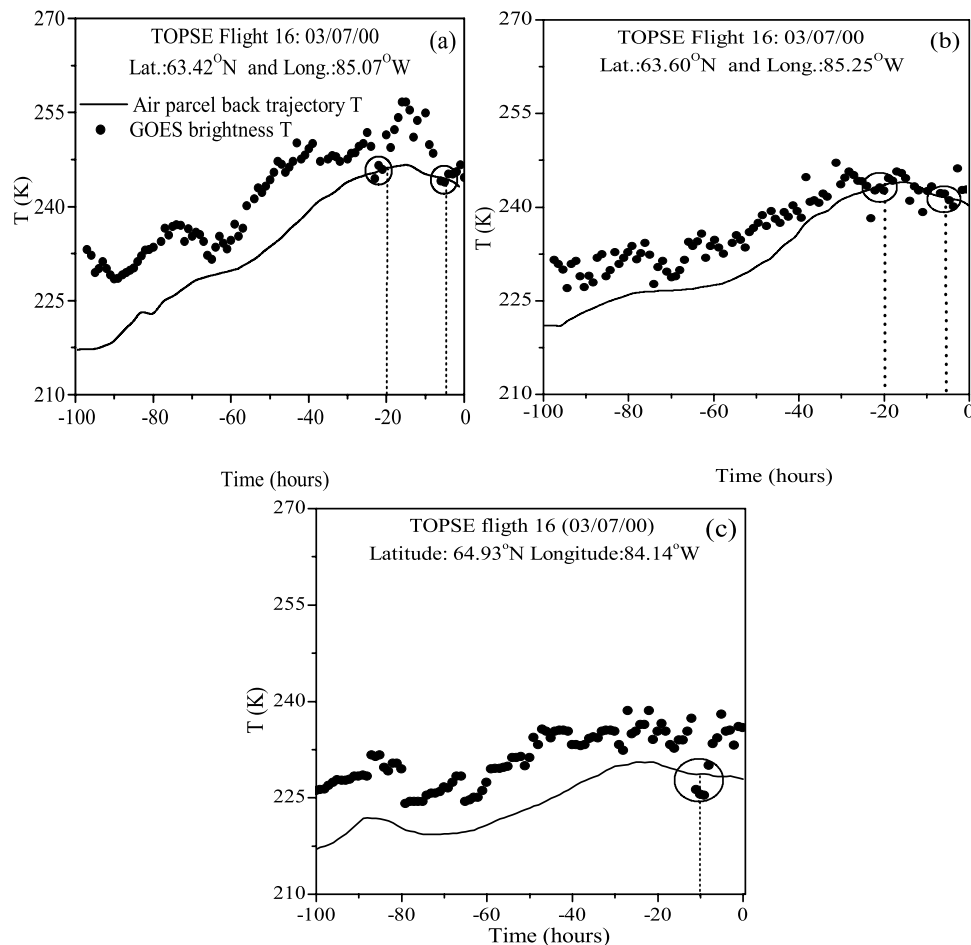 270
TOPSE Flight 16: 03/07/00 (a)
Lat.:63.42°N and Long.:85.07°W
Air parcel back trajectory T
GOES brightness T
255
240
225
210
T (K)
-100 -80 -60 -40 -20 0
Time (hours)
270
TOPSE Flight 16: 03/07/00 (b)
Lat.:63.60°N and Long.:85.25°W
255
240
225
210
T (K)
-100 -80 -60 -40 -20 0
Time (hours)
270
TOPSE fligth 16 (03/07/00) (c)
Latitude: 64.93°N Longitude:84.14°W
255
240
225
210
T (K)
-100 -80 -60 -40 -20 0
Time (hours)